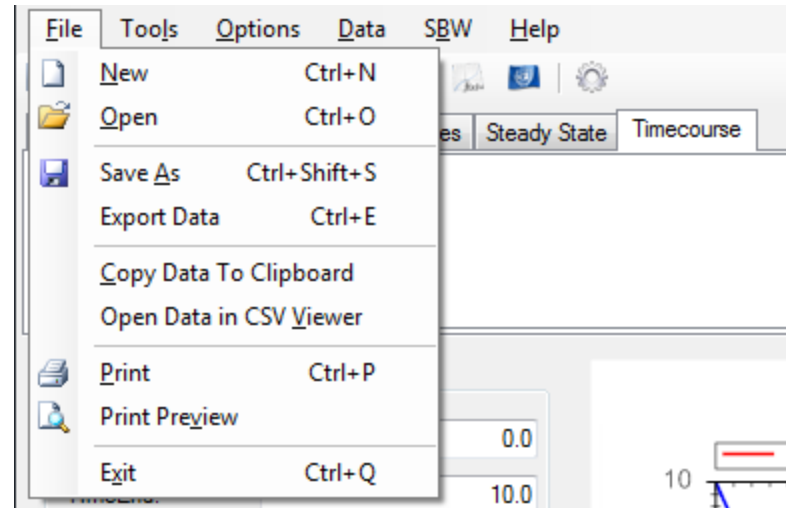 File Tools Options Data SBW Help
New Ctrl+N
Open Ctrl+O
es Steady State Timecourse
Save As Ctrl+Shift+S
Export Data Ctrl+E
Copy Data To Clipboard
Open Data in CSV Viewer
Print Ctrl+P
Print Preview
0.0
Exit Ctrl+Q
10.0
10